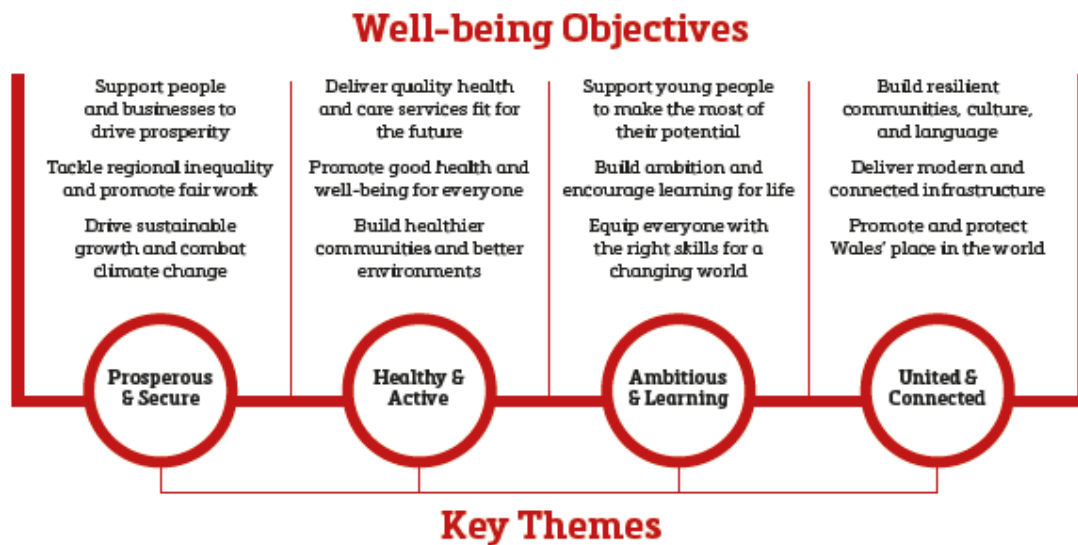 Well-being Objectives
Support people
and businesses to
drive prosperity
Tackle regional inequality
and promote fair work
Drive sustainable
growth and combat
climate change
Deliver quality health
and care services fit for
the future
Promote good health and
well-being for everyone
Build healthier
communities and better
environments
Support young people
to make the most of
their potential
Build ambition and
encourage learning for life
Equip everyone with
the right skills for a
changing world
Build resilient
communities, culture,
and language
Deliver modern and
connected infrastructure
Promote and protect
Wales' place in the world
Prosperous
& Secure
Healthy &
Active
Ambitious
& Learning
United &
Connected
Key Themes